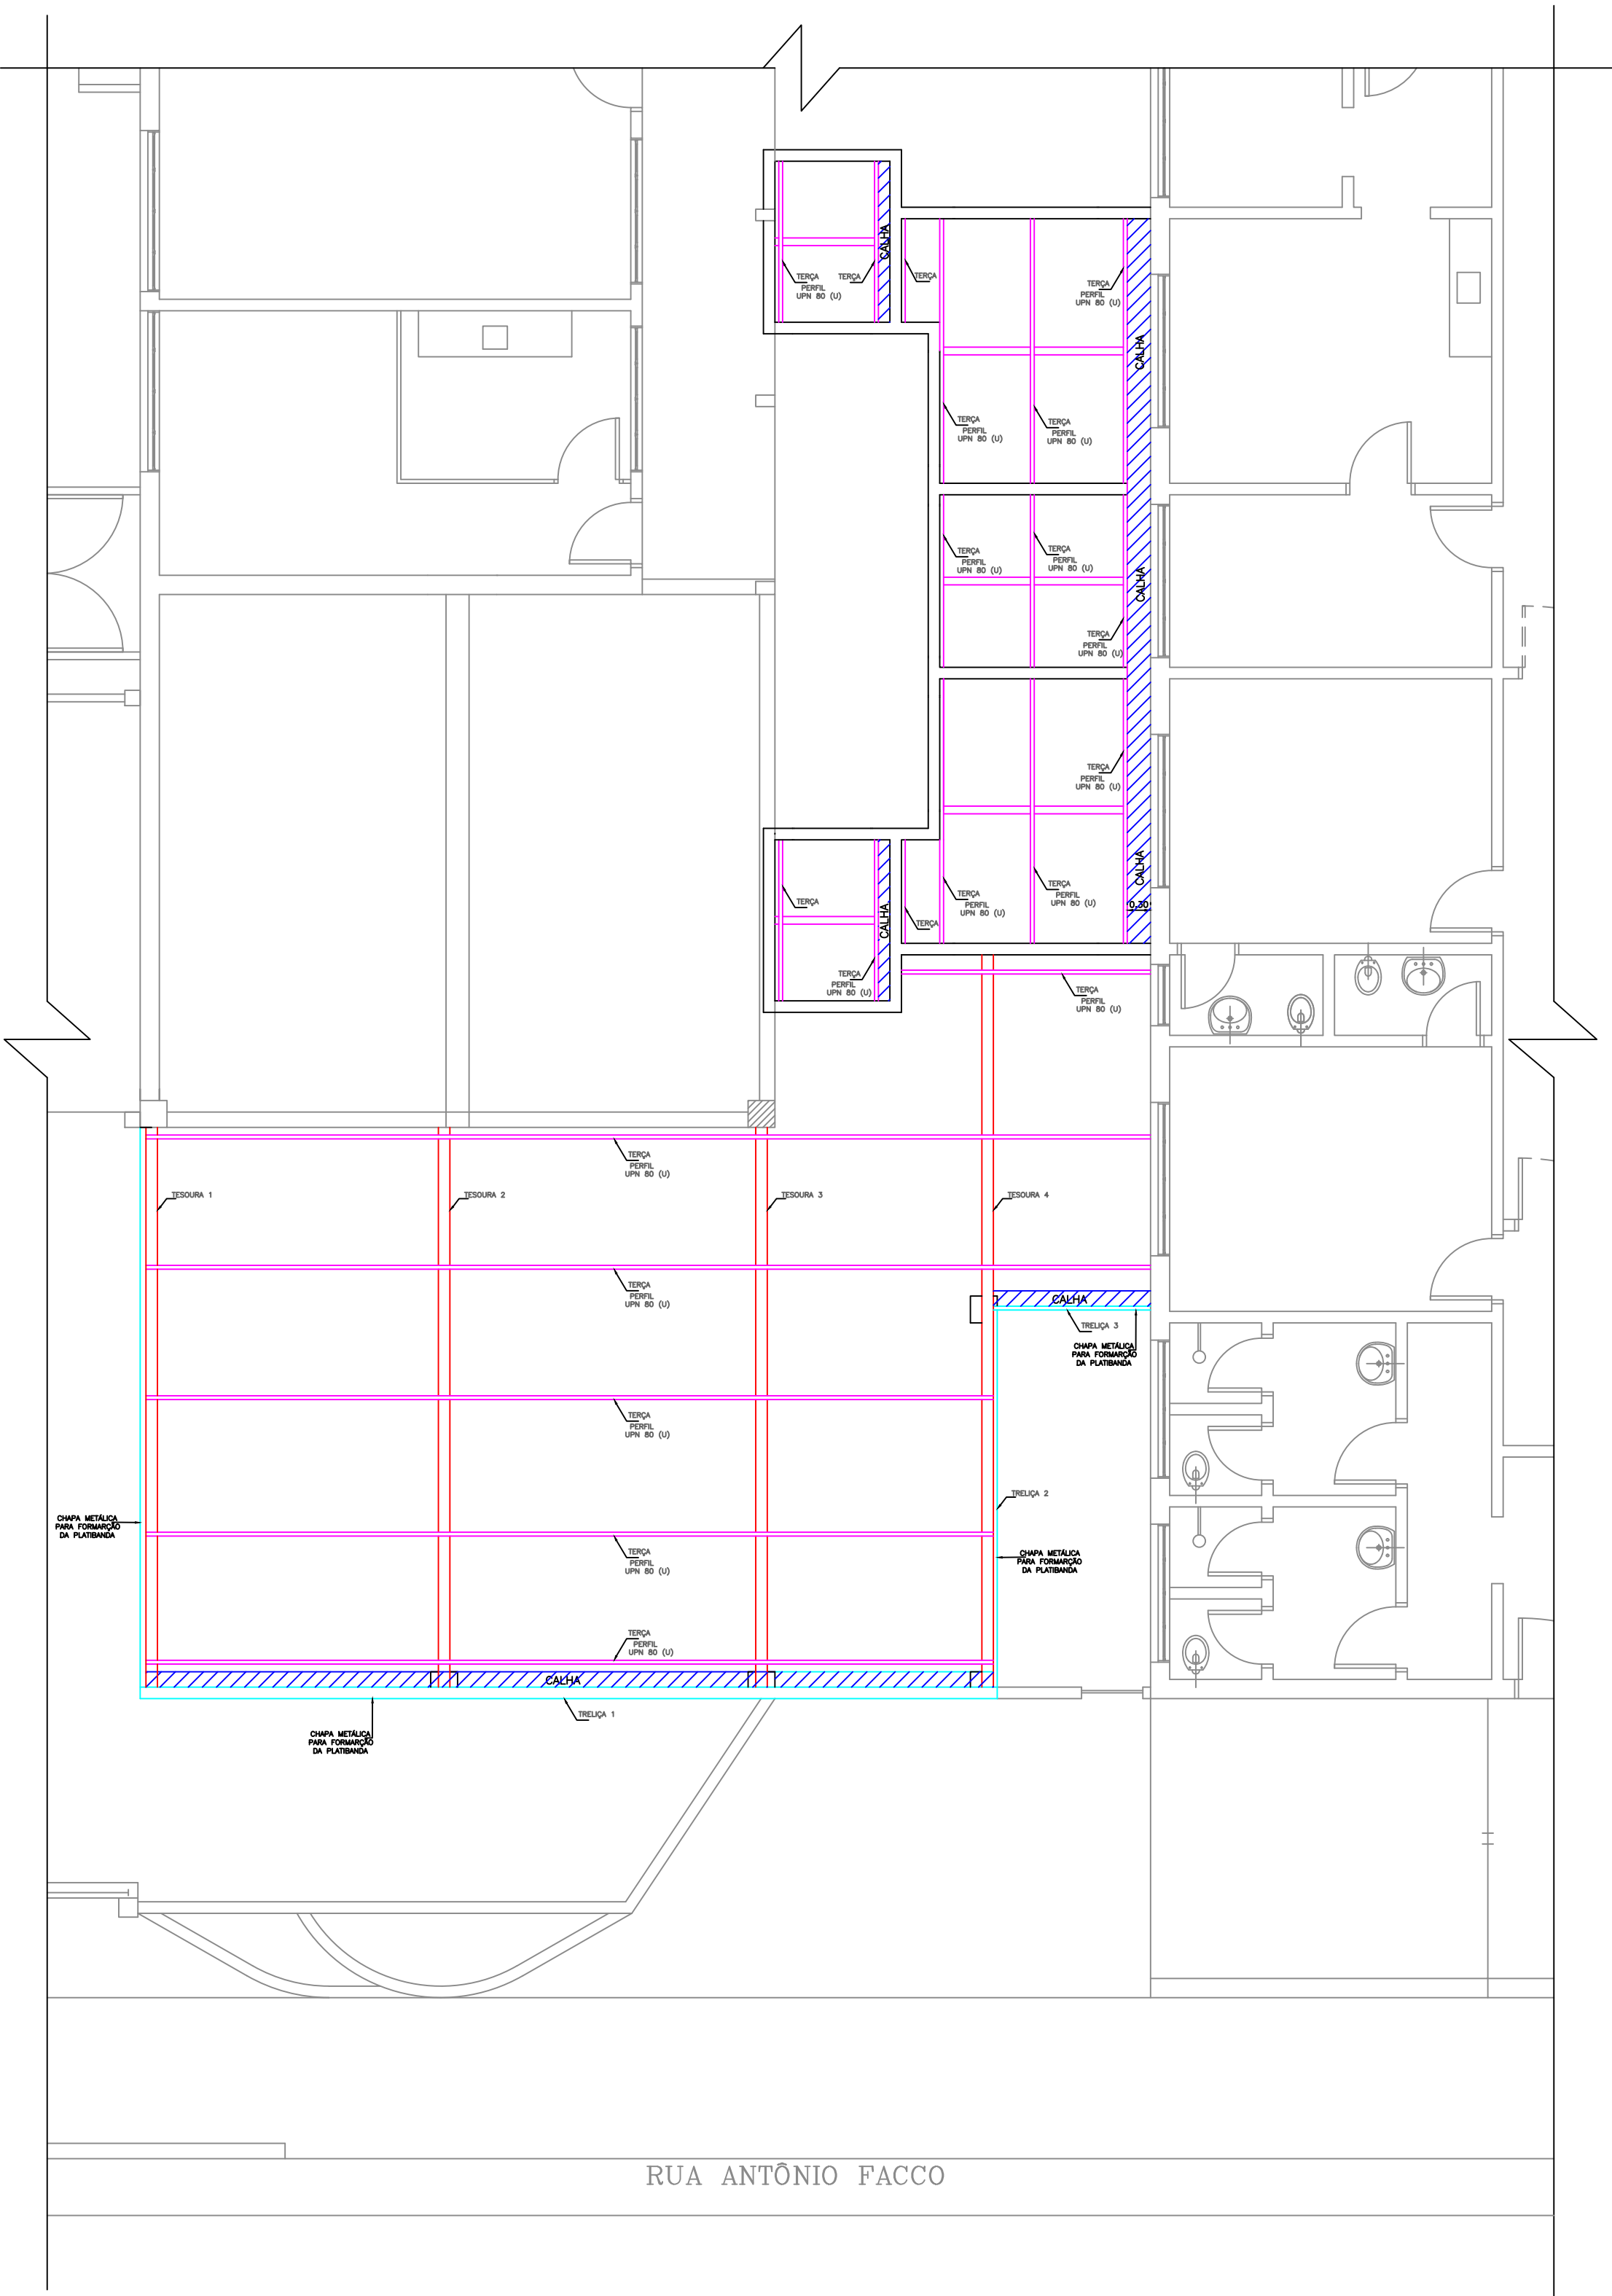 CALHA
TERÇA
PERFIL
UPN 80 (U)
TERÇA
TERÇA
TERÇA
PERFIL
UPN 80 (U)
CALHA
TERÇA
PERFIL
UPN 80 (U)
TERÇA
PERFIL
UPN 80 (U)
TERÇA
PERFIL
UPN 80 (U)
TERÇA
PERFIL
UPN 80 (U)
CALHA
TERÇA
PERFIL
UPN 80 (U)
TERÇA
PERFIL
UPN 80 (U)
CALHA
TERÇA
TERÇA
PERFIL
UPN 80 (U)
TERÇA
PERFIL
UPN 80 (U)
0,30
CALHA
TERÇA
TERÇA
PERFIL
UPN 80 (U)
TERÇA
PERFIL
UPN 80 (U)
TERÇA
PERFIL
UPN 80 (U)
TESOURA 1
TESOURA 2
TESOURA 3
TESOURA 4
TERÇA
PERFIL
UPN 80 (U)
CALHA
TRELIÇA 3
CHAPA METÁLICA
PARA FORMARÇÃO
DA PLATIBANDA
TERÇA
PERFIL
UPN 80 (U)
TRELIÇA 2
CHAPA METÁLICA
PARA FORMARÇÃO
DA PLATIBANDA
TERÇA
PERFIL
UPN 80 (U)
CHAPA METÁLICA
PARA FORMARÇÃO
DA PLATIBANDA
TERÇA
PERFIL
UPN 80 (U)
CALHA
TRELIÇA 1
CHAPA METÁLICA
PARA FORMARÇÃO
DA PLATIBANDA
RUA ANTÔNIO FACCO